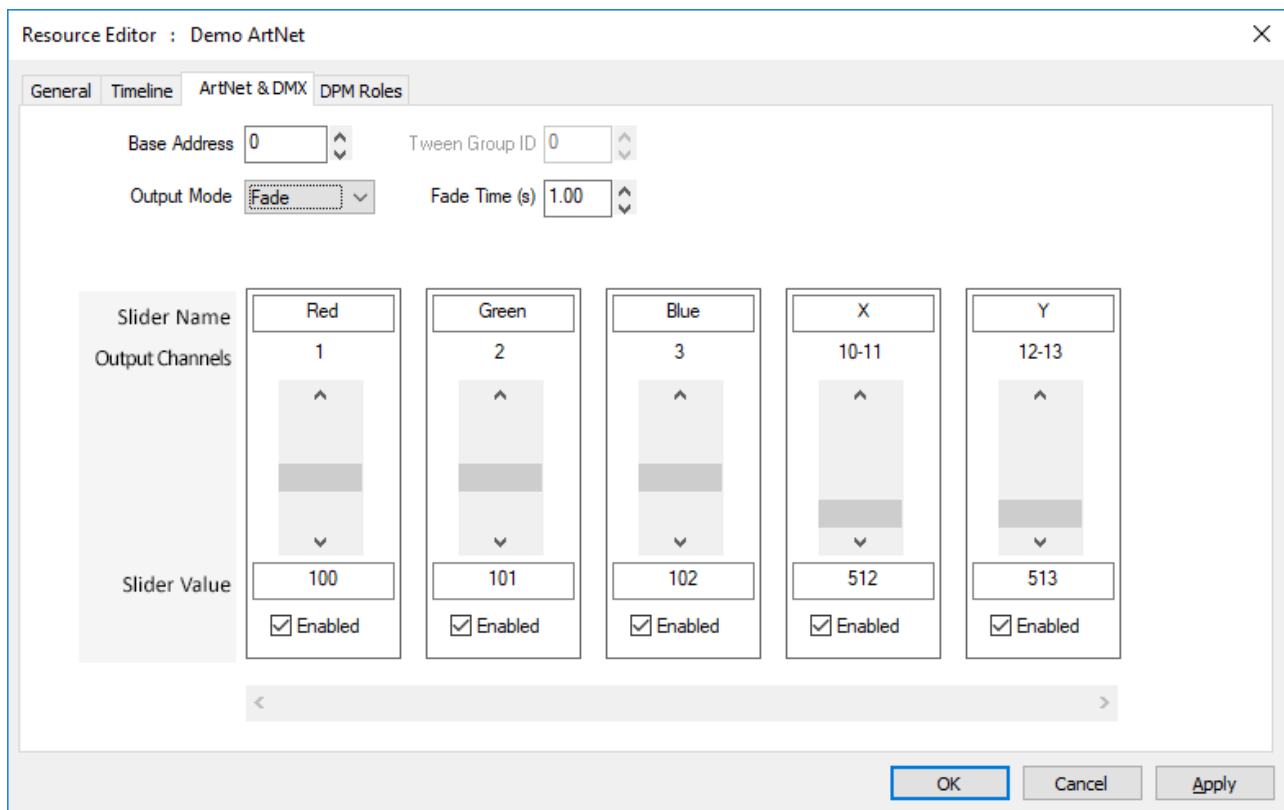 Resource Editor : Demo ArtNet
General Timeline ArtNet & DMX DPM Roles
Base Address 0 Tween Group ID 0
Output Mode Fade Fade Time (s) 1.00
Slider Name Red Green Blue X Y
Output Channels 1 2 3 10-11 12-13
Slider Value 100 101 102 512 513
Enabled Enabled Enabled Enabled Enabled
OK Cancel Apply